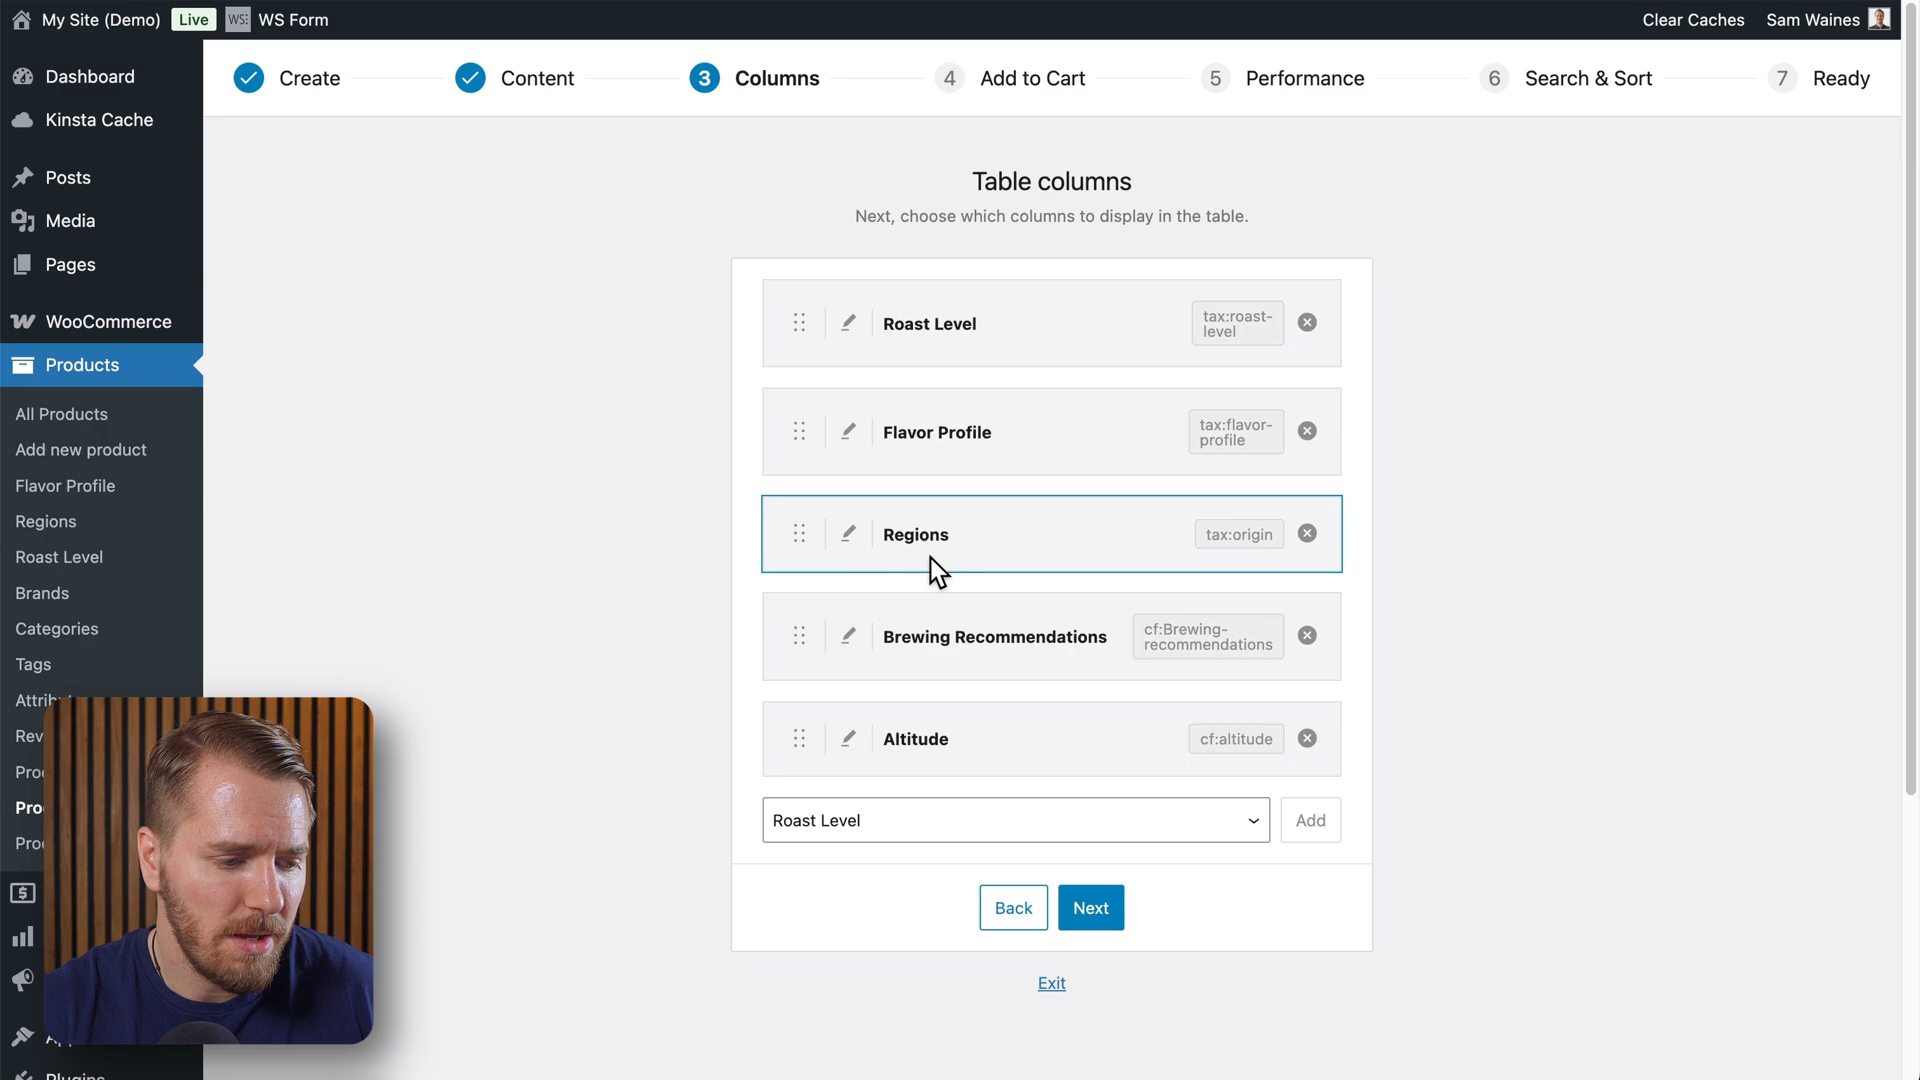 My Site (Demo) Live WS Form Clear Caches Sam Waines
Dashboard
Kinsta Cache
Posts
Media
Pages
WooCommerce
Products
All Products
Add new product
Flavor Profile
Regions
Roast Level
Brands
Categories
Tags
Create
Content
3 Columns
4 Add to Cart
5 Performance
6 Search & Sort
7 Ready
Table columns
Next, choose which columns to display in the table.
Roast Level
tax:roast-
level
Flavor Profile
tax:flavor-
profile
Regions
tax:origin
Brewing Recommendations
cf:Brewing-
recommendations
Altitude
cf:altitude
Roast Level
Add
Back
Next
Exit